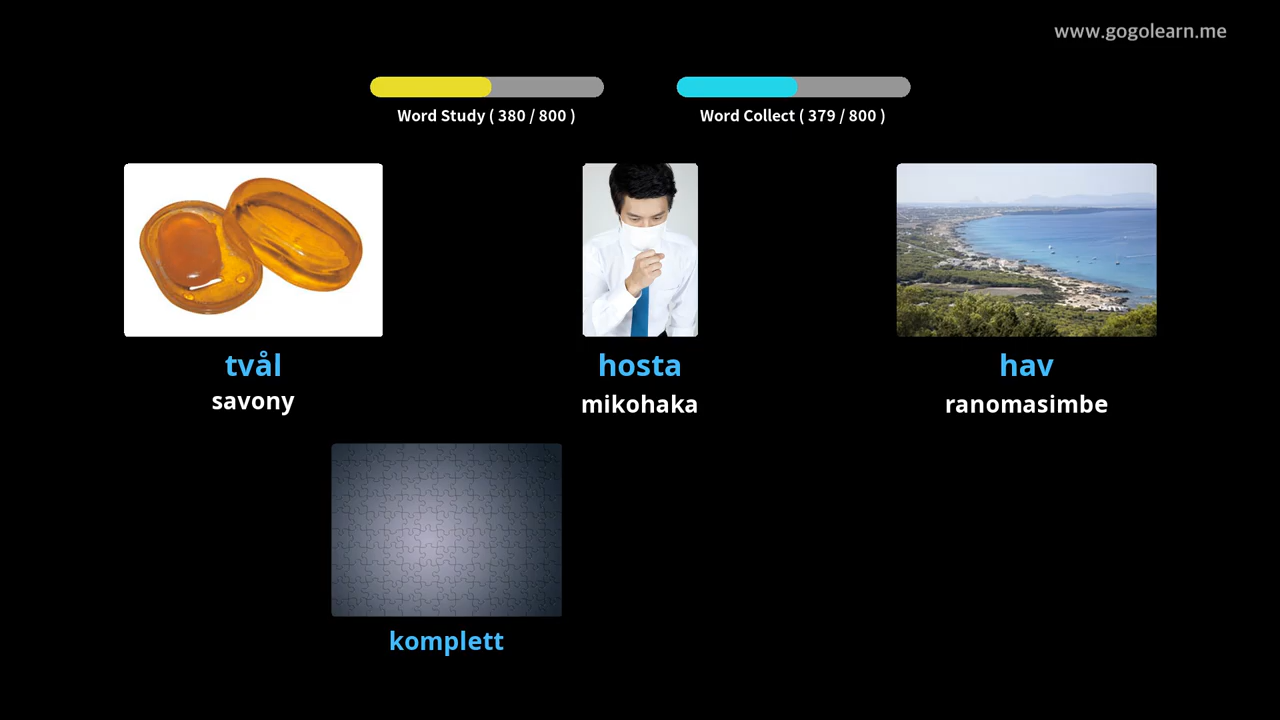 www.gogolearn.me
Word Study ( 380 / 800 )
Word Collect ( 379 / 800 )
tvål
hosta
hav
savony
mikohaka
ranomasimbe
komplett